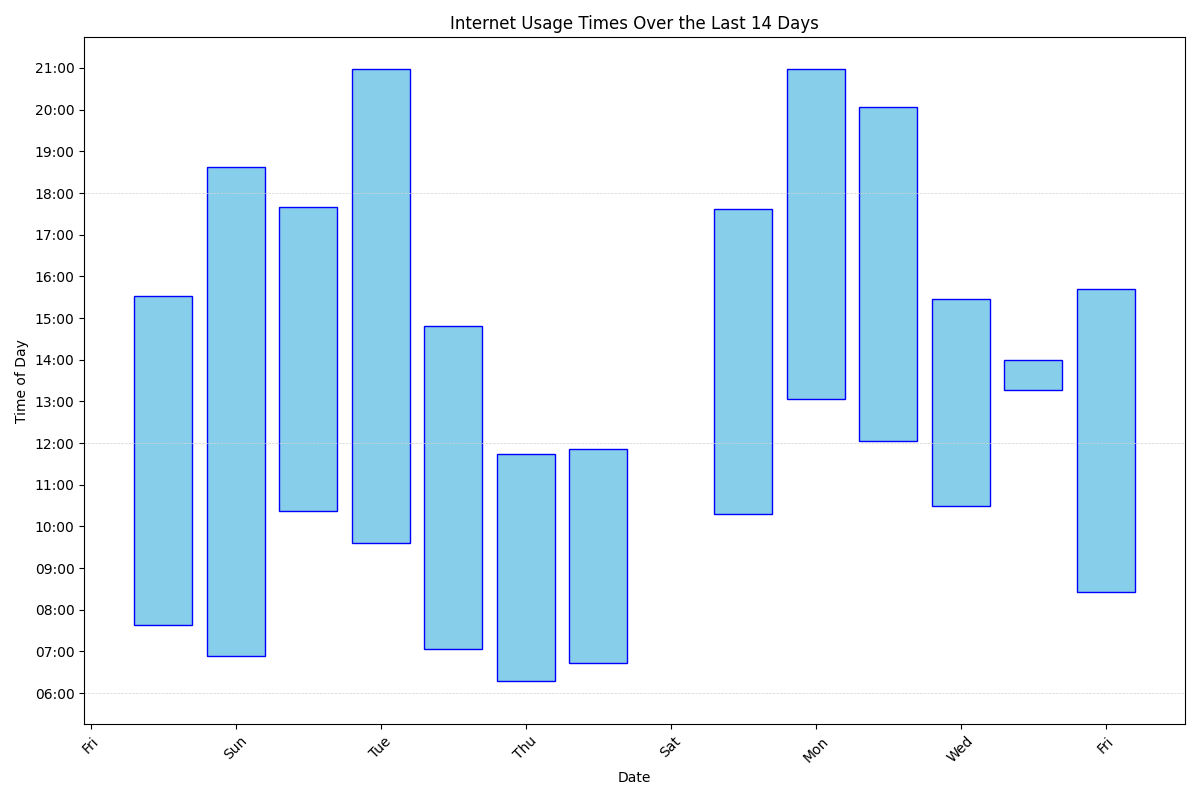 Internet Usage Times Over the Last 14 Days
Time of Day
21:00
20:00
19:00
18:00
17:00
16:00
15:00
14:00
13:00
12:00
11:00
10:00
09:00
08:00
07:00
06:00
Fri
Sun
Tue
Thu
Sat
Mon
Wed
Fri
Date